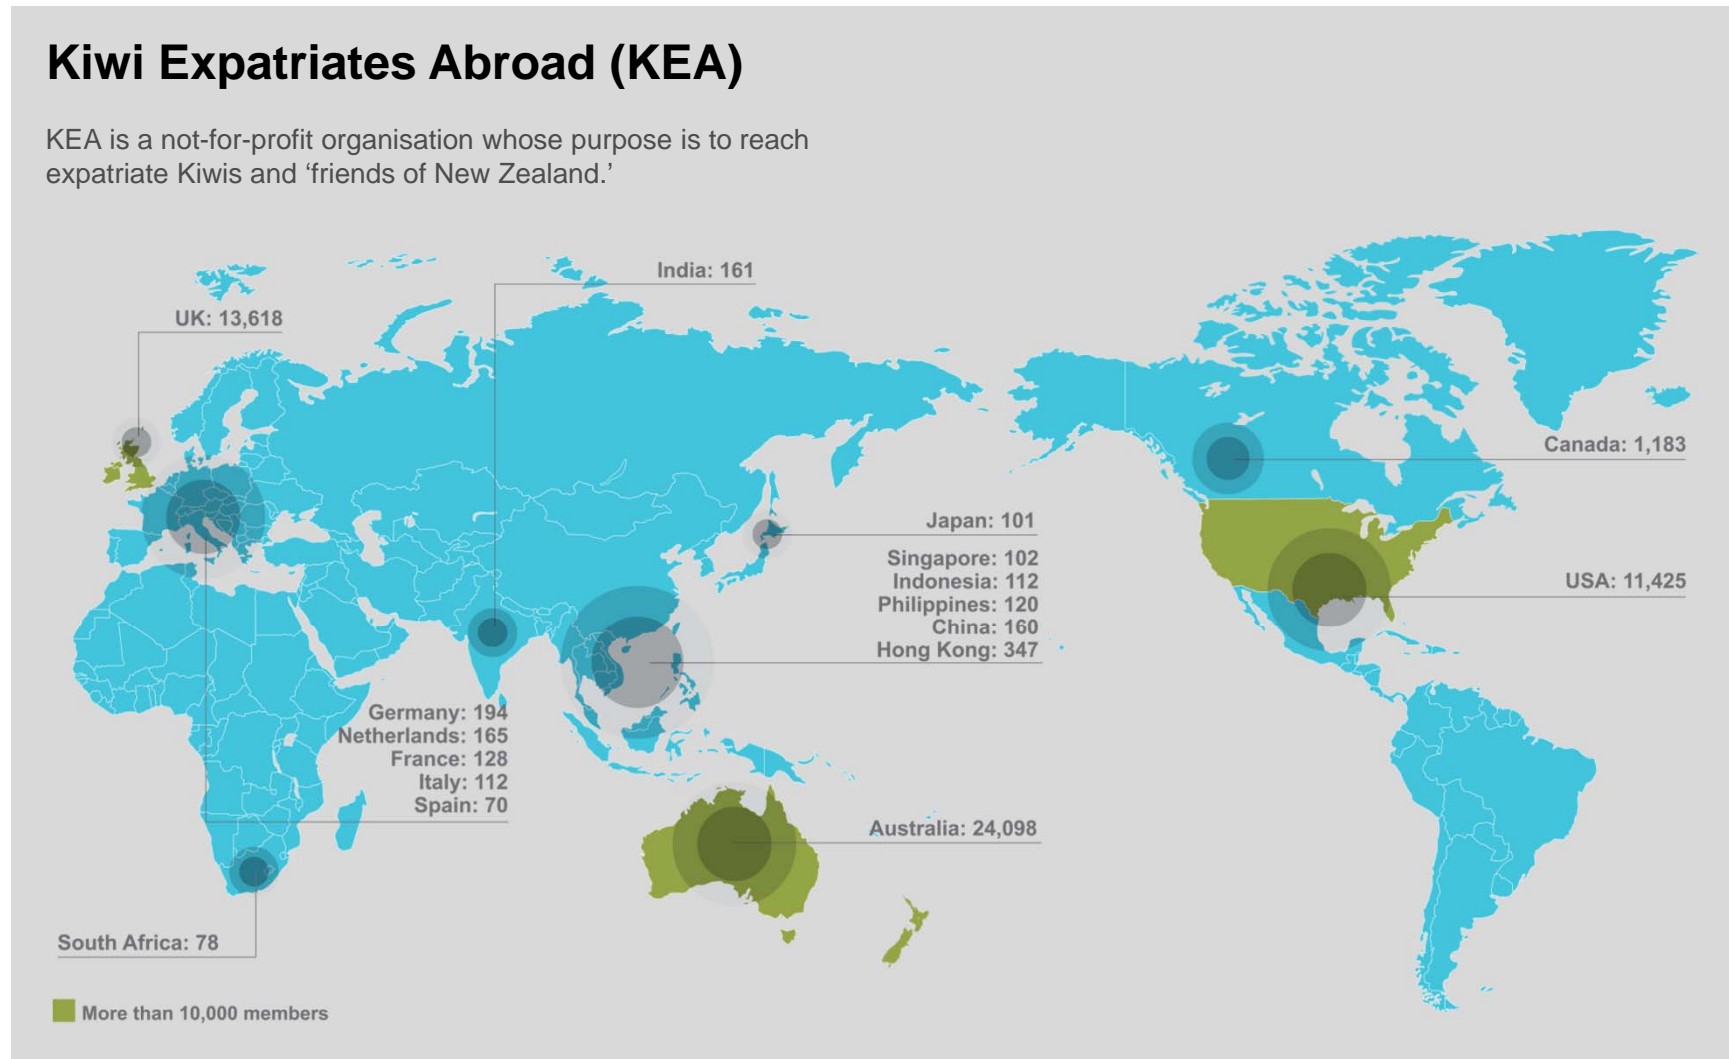 Kiwi Expatriates Abroad (KEA)
KEA is a not-for-profit organisation whose purpose is to reach
expatriate Kiwis and ‘friends of New Zealand.’
India: 161
UK: 13,618
Canada: 1,183
Japan: 101
Singapore: 102
Indonesia: 112
Philippines: 120
China: 160
Hong Kong: 347
USA: 11,425
Germany: 194
Netherlands: 165
France: 128
Italy: 112
Spain: 70
Australia: 24,098
South Africa: 78
More than 10,000 members